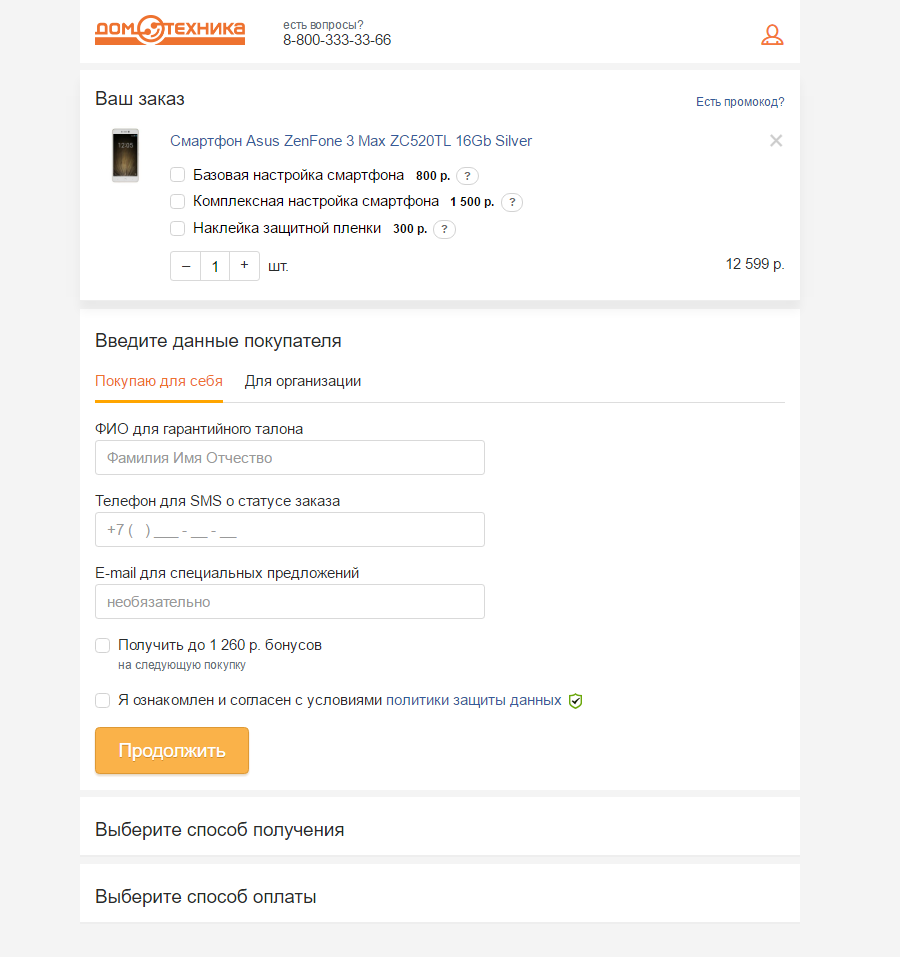 ДОМОТЕХНИКА
есть вопросы?
8-800-333-33-66
Ваш заказ
Есть промокод?
12:05
Смартфон Asus ZenFone 3 Max ZC520TL 16Gb Silver
Базовая настройка смартфона 800 р. ?
Комплексная настройка смартфона 1 500 р. ?
Наклейка защитной пленки 300 р. ?
– 1 + шт.
12 599 р.
Введите данные покупателя
Покупаю для себя Для организации
ФИО для гарантийного талона
Фамилия Имя Отчество
Телефон для SMS о статусе заказа
+7 ( ) ___ - __ - __
E-mail для специальных предложений
необязательно
Получить до 1 260 р. бонусов
на следующую покупку
Я ознакомлен и согласен с условиями политики защиты данных
Продолжить
Выберите способ получения
Выберите способ оплаты